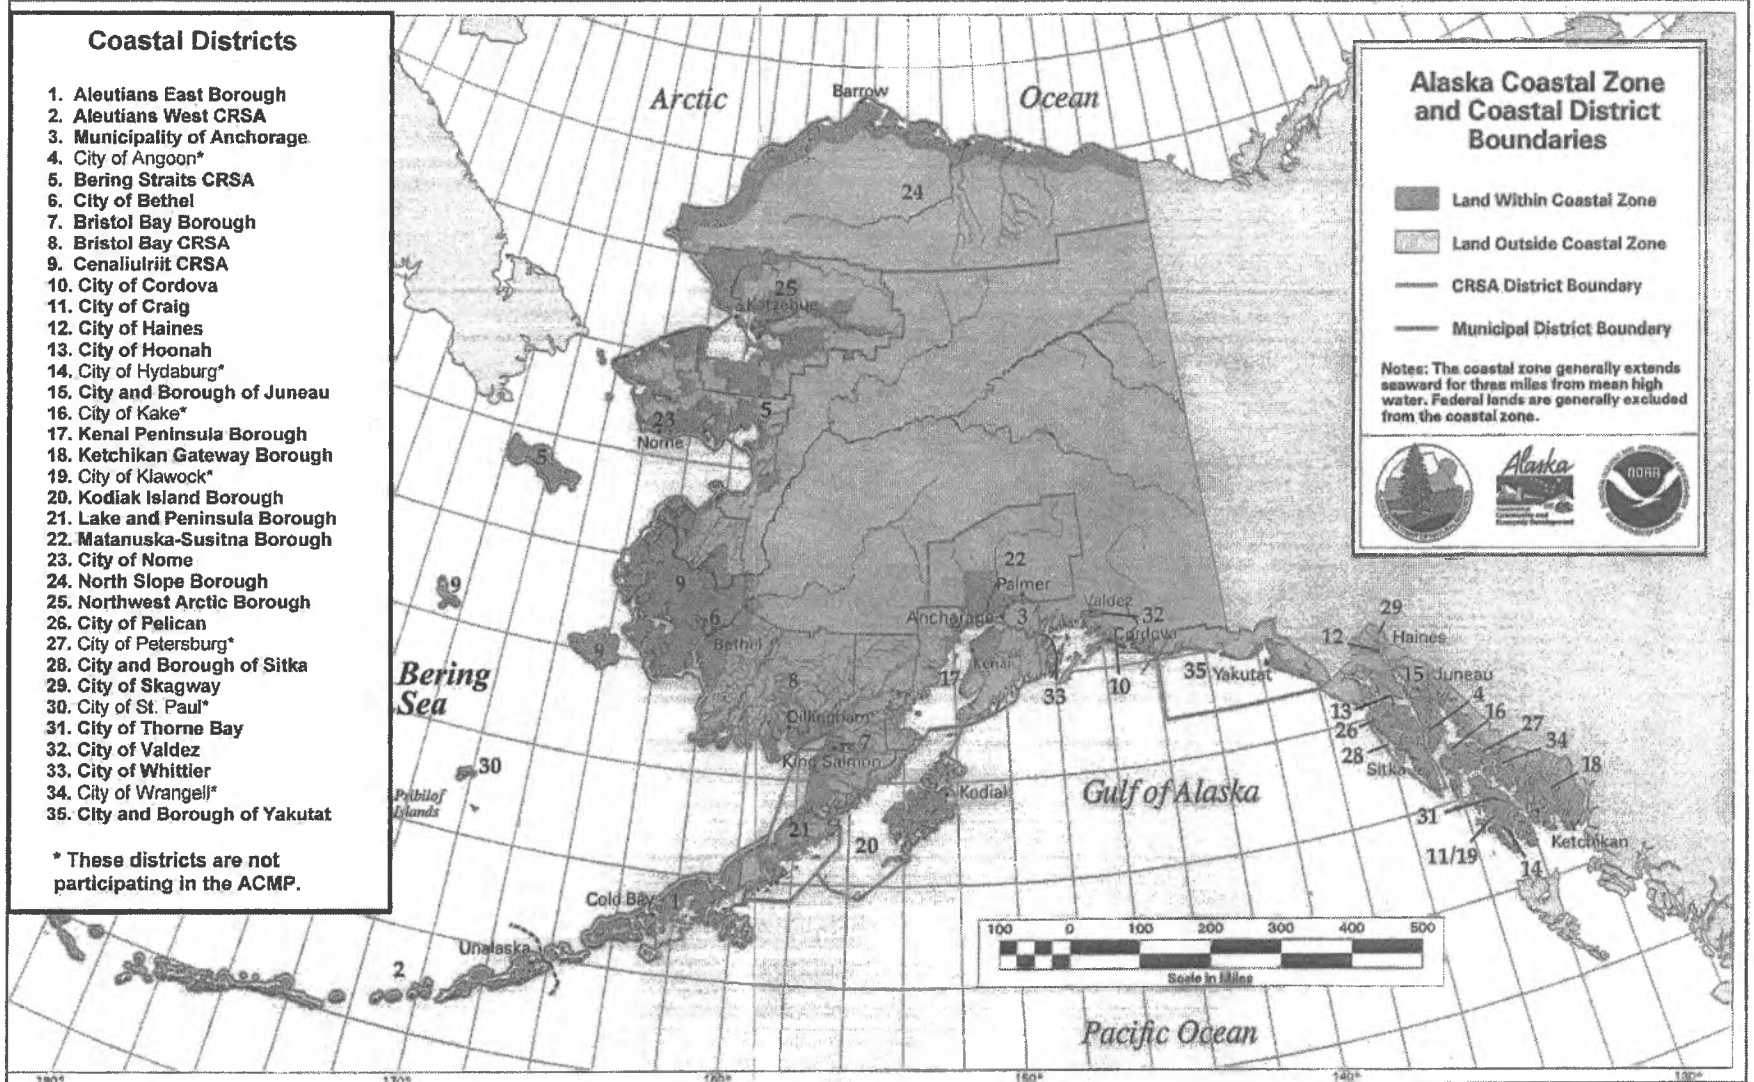 Coastal Districts
1. Aleutians East Borough
2. Aleutians West CRSA
3. Municipality of Anchorage
4. City of Angoon*
5. Bering Straits CRSA
6. City of Bethel
7. Bristol Bay Borough
8. Bristol Bay CRSA
9. Cenaliulriit CRSA
10. City of Cordova
11. City of Craig
12. City of Haines
13. City of Hoonah
14. City of Hydaburg*
15. City and Borough of Juneau
16. City of Kake*
17. Kenai Peninsula Borough
18. Ketchikan Gateway Borough
19. City of Klawock*
20. Kodiak Island Borough
21. Lake and Peninsula Borough
22. Matanuska-Susitna Borough
23. City of Nome
24. North Slope Borough
25. Northwest Arctic Borough
26. City of Pelican
27. City of Petersburg*
28. City and Borough of Sitka
29. City of Skagway
30. City of St. Paul*
31. City of Thorne Bay
32. City of Valdez
33. City of Whittier
34. City of Wrangell*
35. City and Borough of Yakutat
* These districts are not
participating in the ACMP.
Alaska Coastal Zone
and Coastal District
Boundaries
Land Within Coastal Zone
Land Outside Coastal Zone
CRSA District Boundary
Municipal District Boundary
Notes: The coastal zone generally extends
seaward for three miles from mean high
water. Federal lands are generally excluded
from the coastal zone.
Alaska
NOAA
Arctic
Barrow
Ocean
24
25
Kotzebue
23
5
Nome
5
9
9
9
6
Bethel
22
Palmer
Anchorage
3
Valdez
32
Cordova
Kenai
17
33
10
35
Yakutat
29
12
Haines
15
Juneau
4
13
16
26
27
28
34
Sitka
18
31
Ketchikan
11/19
14
Bering
Sea
8
Dillingham
7
King Salmon
30
Pribilof
Islands
Kodiak
Gulf of Alaska
21
20
Cold Bay
1
Unalaska
2
100 0 100 200 300 400 500
Scale in Miles
Pacific Ocean
180°
170°
160°
150°
140°
130°